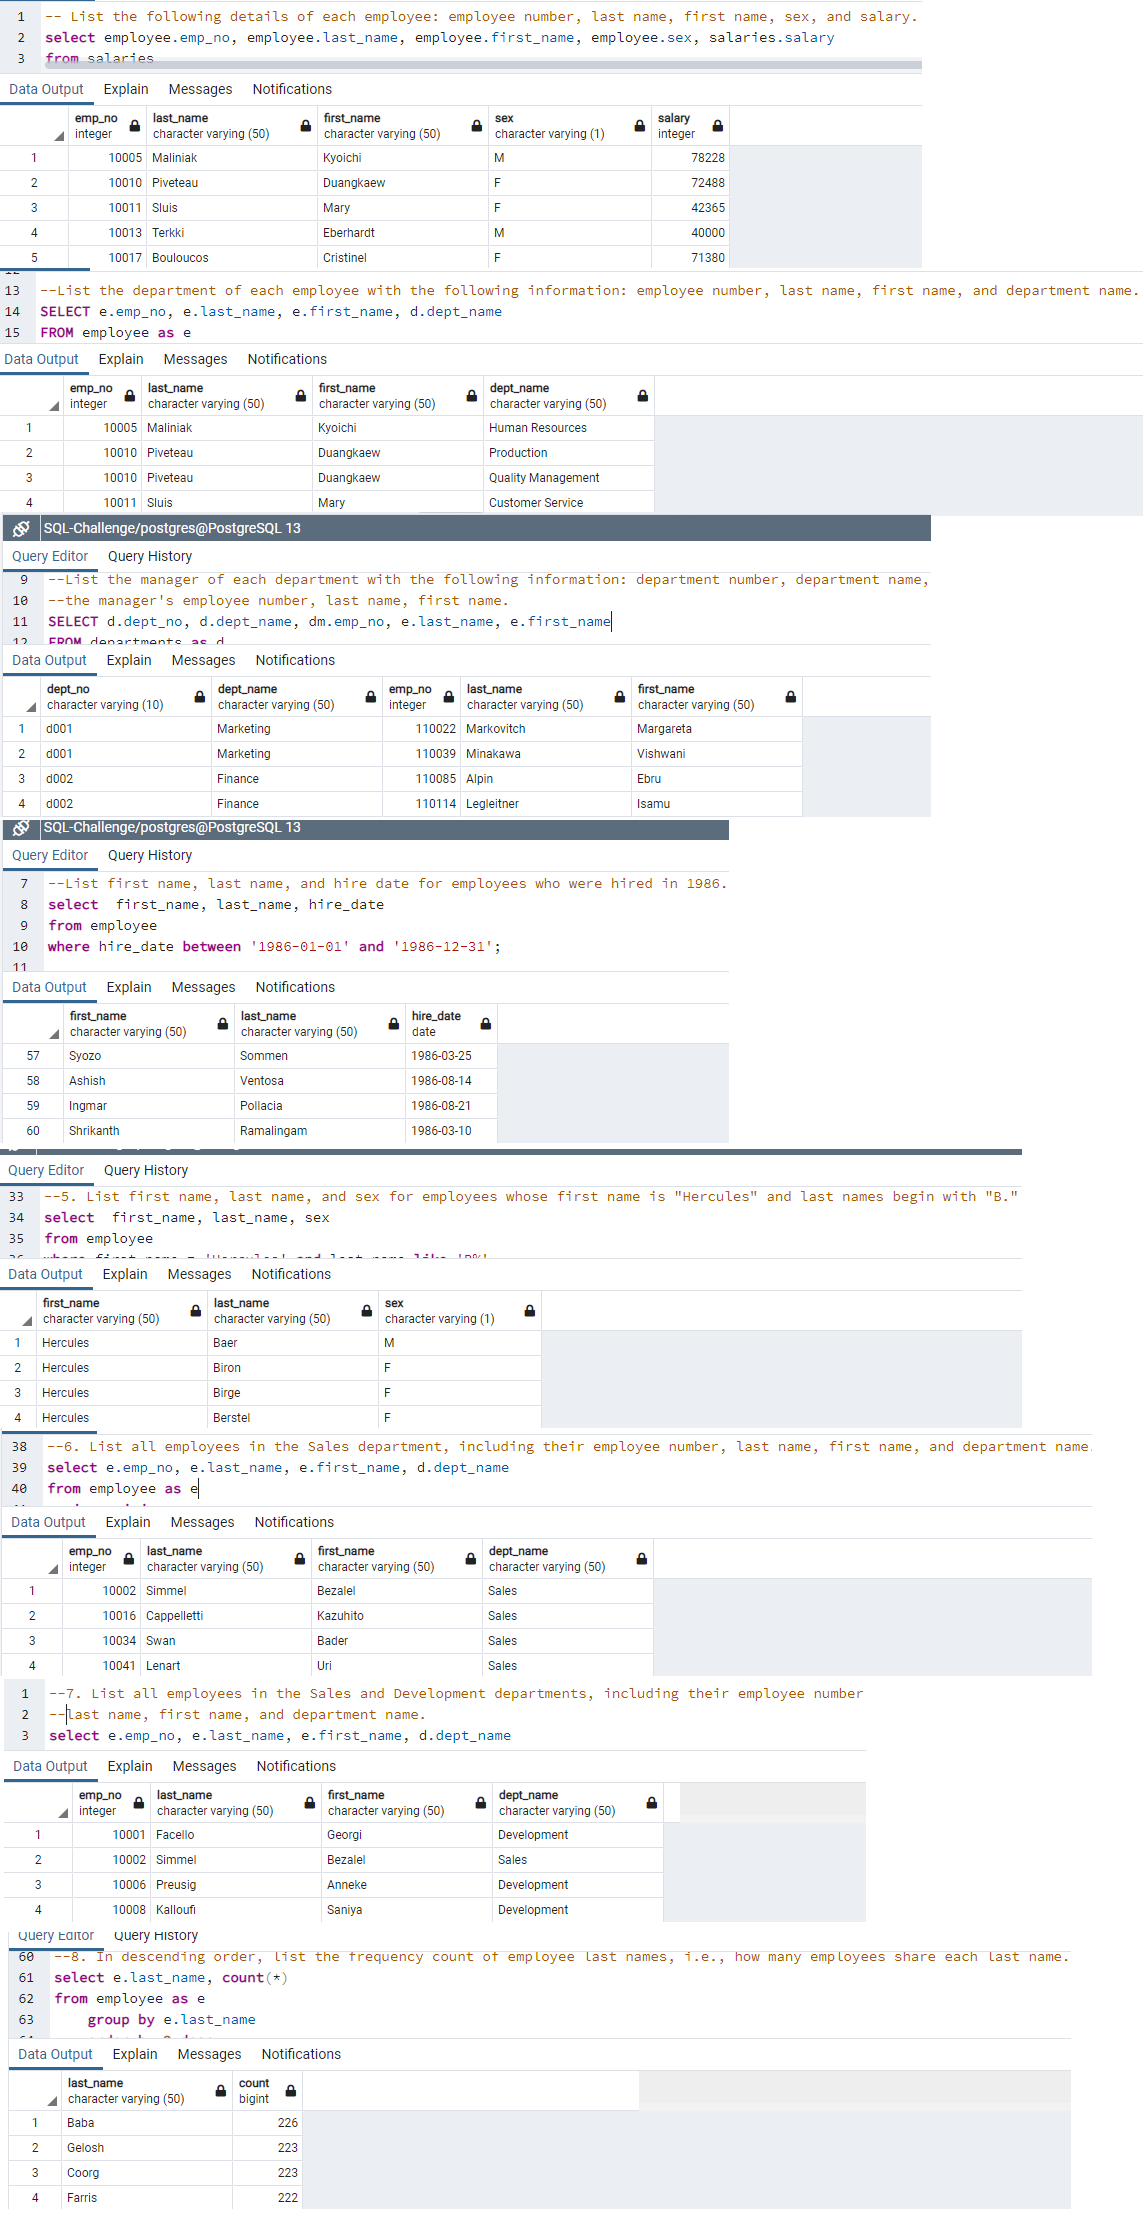 1 -- List the following details of each employee: employee number, last name, first name, sex, and salary.
2 select employee.emp_no, employee.last_name, employee.first_name, employee.sex, salaries.salary
3 from salaries
Data Output Explain Messages Notifications
emp_no last_name first_name sex salary
integer character varying (50) character varying (50) character varying (1) integer
1 10005 Maliniak Kyoichi M 78228
2 10010 Piveteau Duangkaew F 72488
3 10011 Sluis Mary F 42365
4 10013 Terkki Eberhardt M 40000
5 10017 Bouloucos Cristinel F 71380
13 --List the department of each employee with the following information: employee number, last name, first name, and department name.
14 SELECT e.emp_no, e.last_name, e.first_name, d.dept_name
15 FROM employee as e
Data Output Explain Messages Notifications
emp_no last_name first_name dept_name
integer character varying (50) character varying (50) character varying (50)
1 10005 Maliniak Kyoichi Human Resources
2 10010 Piveteau Duangkaew Production
3 10010 Piveteau Duangkaew Quality Management
4 10011 Sluis Mary Customer Service
SQL-Challenge/postgres@PostgreSQL 13
Query Editor Query History
9 --List the manager of each department with the following information: department number, department name,
10 --the manager's employee number, last name, first name.
11 SELECT d.dept_no, d.dept_name, dm.emp_no, e.last_name, e.first_name
12 FROM departments as d
Data Output Explain Messages Notifications
dept_no dept_name emp_no last_name first_name
character varying (10) character varying (50) integer character varying (50) character varying (50)
1 d001 Marketing 110022 Markovitch Margareta
2 d001 Marketing 110039 Minakawa Vishwani
3 d002 Finance 110085 Alpin Ebru
4 d002 Finance 110114 Legleitner Isamu
SQL-Challenge/postgres@PostgreSQL 13
Query Editor Query History
7 --List first name, last name, and hire date for employees who were hired in 1986.
8 select first_name, last_name, hire_date
9 from employee
10 where hire_date between '1986-01-01' and '1986-12-31';
11
Data Output Explain Messages Notifications
first_name last_name hire_date
character varying (50) character varying (50) date
57 Syozo Sommen 1986-03-25
58 Ashish Ventosa 1986-08-14
59 Ingmar Pollacia 1986-08-21
60 Shrikanth Ramalingam 1986-03-10
Query Editor Query History
33 --5. List first name, last name, and sex for employees whose first name is "Hercules" and last names begin with "B."
34 select first_name, last_name, sex
35 from employee
where first_name = 'Hercules' and last_name like 'B%'
Data Output Explain Messages Notifications
first_name last_name sex
character varying (50) character varying (50) character varying (1)
1 Hercules Baer M
2 Hercules Biron F
3 Hercules Birge F
4 Hercules Berstel F
38 --6. List all employees in the Sales department, including their employee number, last name, first name, and department name.
39 select e.emp_no, e.last_name, e.first_name, d.dept_name
40 from employee as e
Data Output Explain Messages Notifications
emp_no last_name first_name dept_name
integer character varying (50) character varying (50) character varying (50)
1 10002 Simmel Bezalel Sales
2 10016 Cappelletti Kazuhito Sales
3 10034 Swan Bader Sales
4 10041 Lenart Uri Sales
1 --7. List all employees in the Sales and Development departments, including their employee number
2 --last name, first name, and department name.
3 select e.emp_no, e.last_name, e.first_name, d.dept_name
Data Output Explain Messages Notifications
emp_no last_name first_name dept_name
integer character varying (50) character varying (50) character varying (50)
1 10001 Facello Georgi Development
2 10002 Simmel Bezalel Sales
3 10006 Preusig Anneke Development
4 10008 Kalloufi Saniya Development
Query Editor Query History
60 --8. In descending order, list the frequency count of employee last names, i.e., how many employees share each last name.
61 select e.last_name, count(*)
62 from employee as e
63 group by e.last_name
Data Output Explain Messages Notifications
last_name count
character varying (50) bigint
1 Baba 226
2 Gelosh 223
3 Coorg 223
4 Farris 222